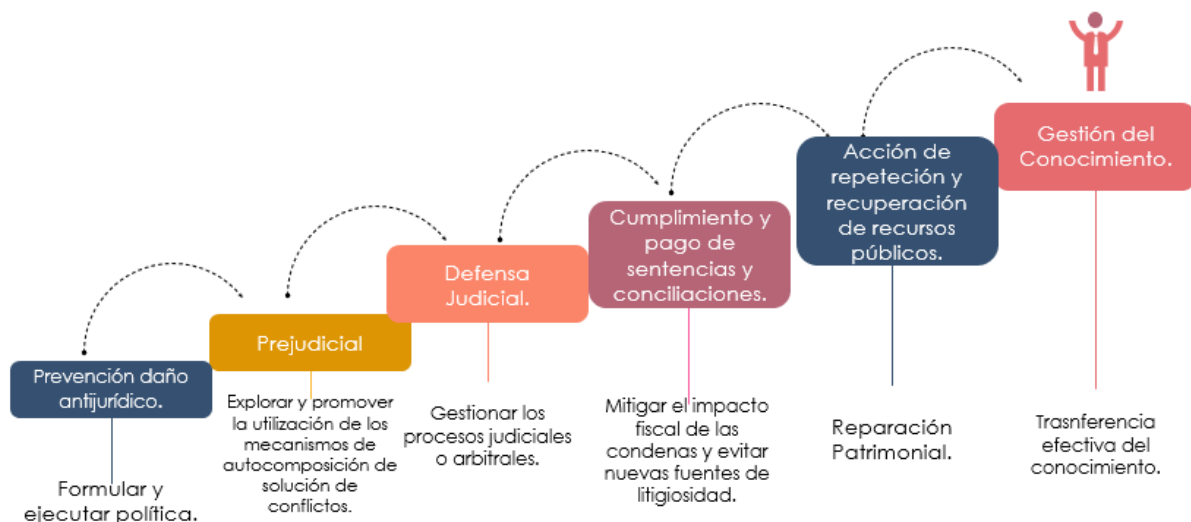 Prevención daño
antijurídico.
Formular y
ejecutar política.
Prejudicial
Explorar y promover
la utilización de los
mecanismos de
autocomposición de
solución de
conflictos.
Defensa
Judicial.
Gestionar los
procesos judiciales
o arbitrales.
Cumplimiento y
pago de
sentencias y
conciliaciones.
Mitigar el impacto
fiscal de las
condenas y evitar
nuevas fuentes de
litigiosidad.
Acción de
repeteción y
recuperación
de recursos
públicos.
Reparación
Patrimonial.
Gestión del
Conocimiento.
Trasnferencia
efectiva del
conocimiento.